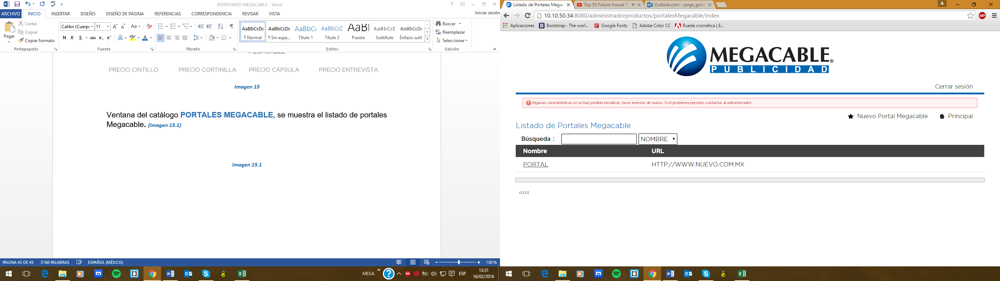 INVENTARIO MEGACABLE - Word
ARCHIVO INICIO INSERTAR DISEÑO DISEÑO DE PÁGINA REFERENCIAS CORRESPONDENCIA REVISAR VISTA Iniciar sesión
Pegar
Cortar
Copiar
Copiar formato
Portapapeles
Calibri (Cuerpo 11
N K S abc x₂ x²
Fuente
Párrafo
AaBbCcDc AaBbCcDc AaBbCc AaBbCcD AaBl AaBbCcD AaBbCcDc
¶ Normal ¶ Sin espa... Título 1 Título 2 Puesto Subtítulo Énfasis sutil
Estilos
Buscar
Reemplazar
Seleccionar
Edición
MEGACABLE
PRECIO CINTILLO PRECIO CORTINILLA PRECIO CÁPSULA PRECIO ENTREVISTA
Imagen 15
Ventana del catálogo PORTALES MEGACABLE, se muestra el listado de portales
Megacable. (Imagen 15.1)
Imagen 15.1
PÁGINA 43 DE 45 3160 PALABRAS ESPAÑOL (MÉXICO) 130 %
MEGA » ESP 13:31
16/02/2016
Listado de Portales Megac Top 50 Future House Tr Outlook.com - jorge_gutie
10.10.50.34:8080/administradorproductos/portalesMegacable/index
Aplicaciones Bootstrap · The worl... Google Fonts Adobe Color CC Rueda cromática | E...
MEGACABLE®
PUBLICIDAD
Cerrar sesión
Algunas características no se han podido inicializar, favor intentar de nuevo. Si el problema persiste, contactar al administrador.
Nuevo Portal Megacable Principal
Listado de Portales Megacable
Búsqueda : NOMBRE
Nombre URL
PORTAL HTTP://WWW.NUEVO.COM.MX
0.1.23